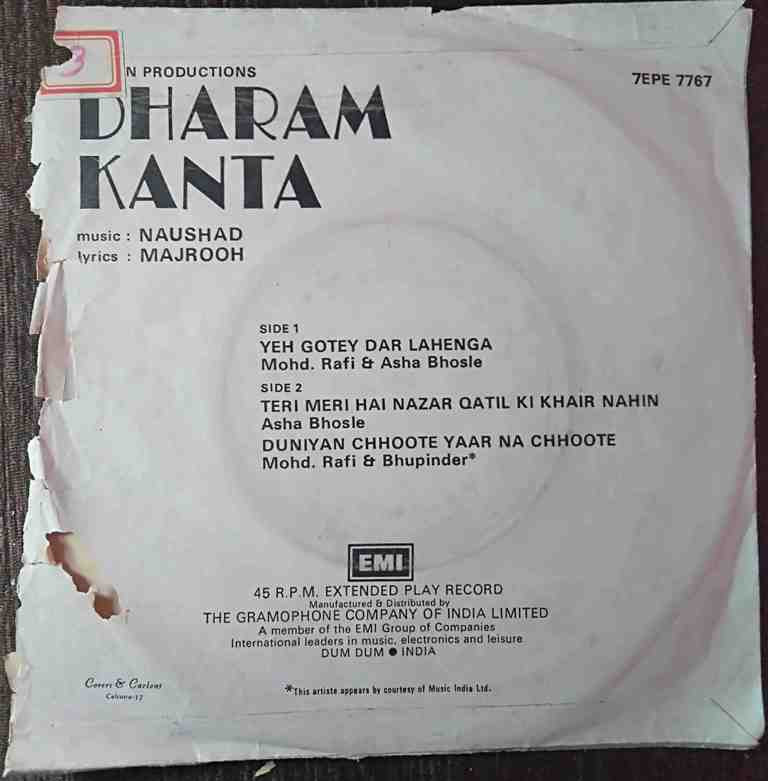 3
N PRODUCTIONS
7EPE 7767
DHARAM
KANTA
music : NAUSHAD
lyrics : MAJROOH
SIDE 1
YEH GOTEY DAR LAHENGA
Mohd. Rafi & Asha Bhosle
SIDE 2
TERI MERI HAI NAZAR QATIL KI KHAIR NAHIN
Asha Bhosle
DUNIYAN CHHOOTE YAAR NA CHHOOTE
Mohd. Rafi & Bhupinder*
EMI
45 R.P.M. EXTENDED PLAY RECORD
Manufactured & Distributed by
THE GRAMOPHONE COMPANY OF INDIA LIMITED
A member of the EMI Group of Companies
International leaders in music, electronics and leisure
DUM DUM ● INDIA
Covers & Cartons
Calcutta-17
*This artiste appears by courtesy of Music India Ltd.